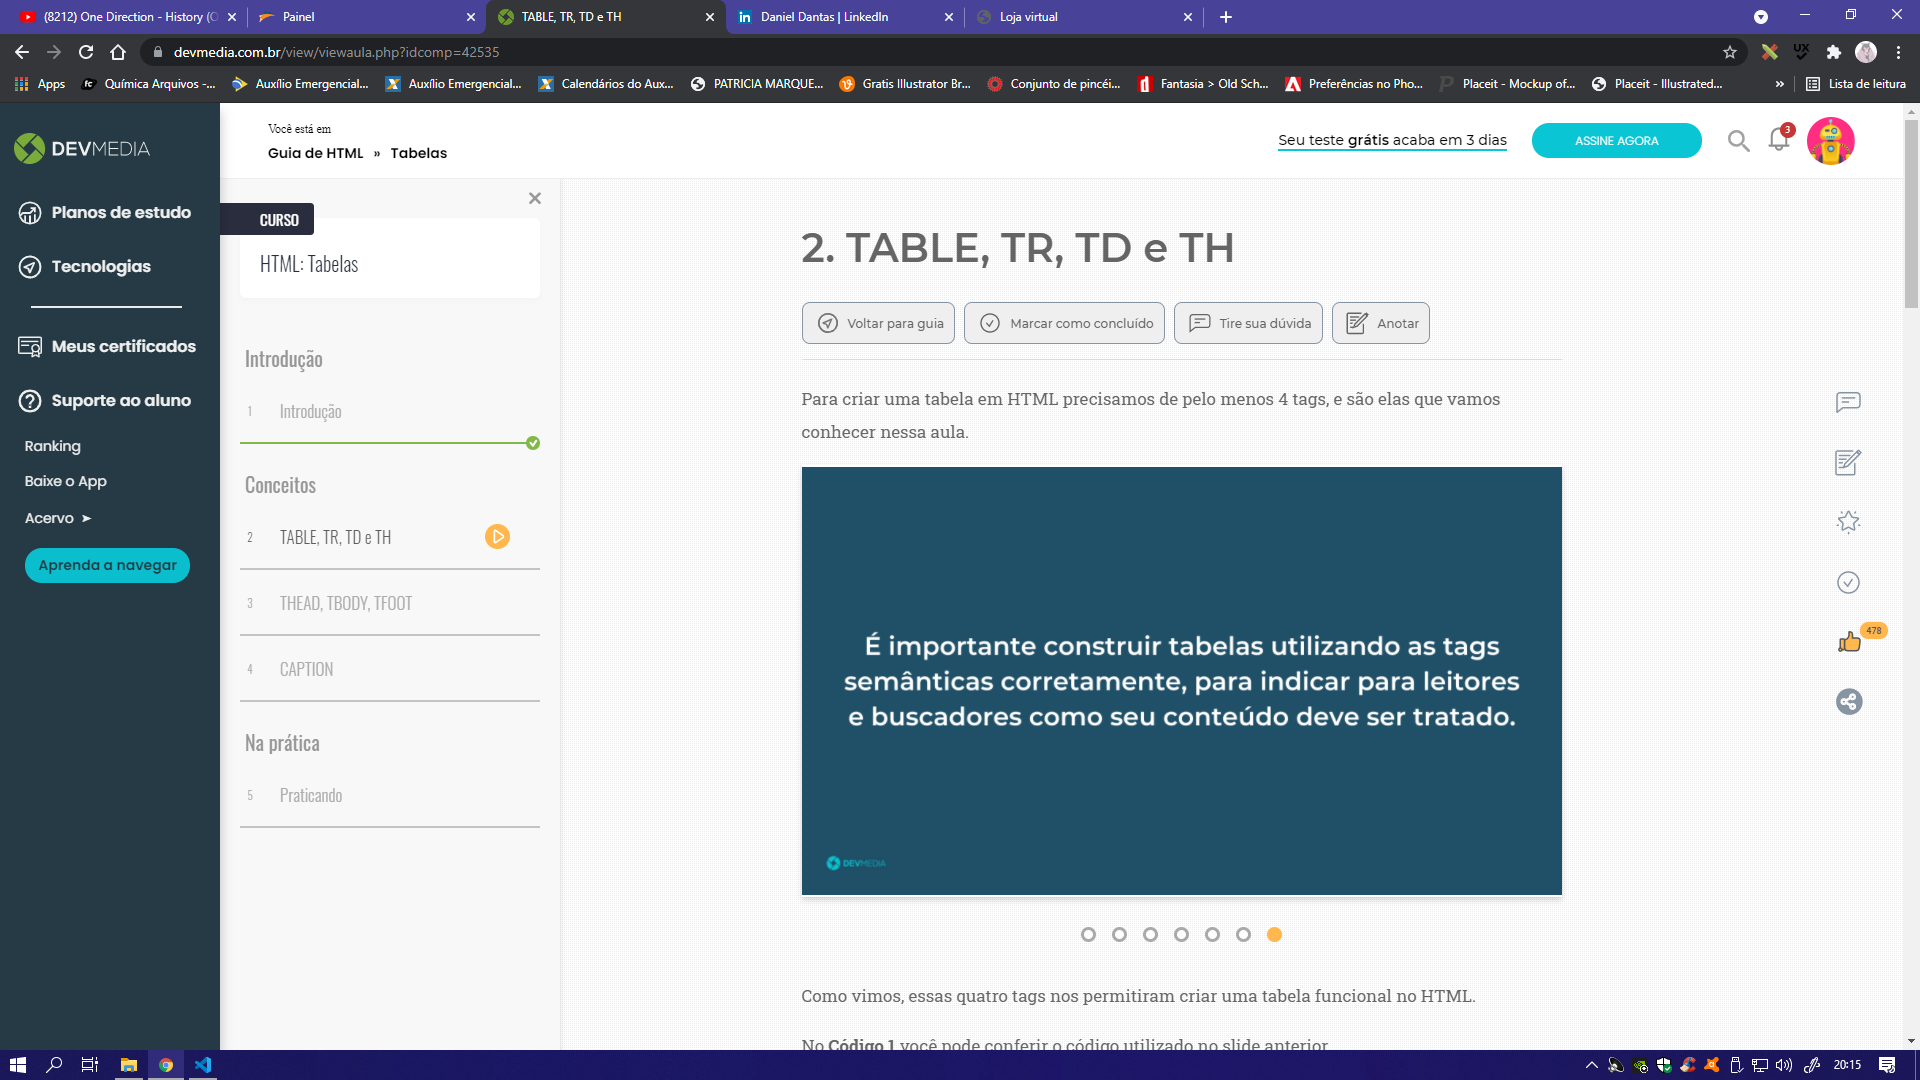 (8212) One Direction - History (O
Painel
TABLE, TR, TD e TH
Daniel Dantas | LinkedIn
Loja virtual
devmedia.com.br/view/viewaula.php?idcomp=42535
Apps
Química Arquivos -...
Auxílio Emergencial...
Auxílio Emergencial...
Calendários do Aux...
PATRICIA MARQUE...
Gratis Illustrator Br...
Conjunto de pincéi...
Fantasia > Old Sch...
Preferências no Pho...
Placeit - Mockup of...
Placeit - Illustrated...
»
Lista de leitura
DEVMEDIA
Planos de estudo
Tecnologias
Meus certificados
Suporte ao aluno
Ranking
Baixe o App
Acervo ➤
Aprenda a navegar
Você está em
Guia de HTML » Tabelas
Seu teste grátis acaba em 3 dias
ASSINE AGORA
3
CURSO
HTML: Tabelas
Introdução
1 Introdução
Conceitos
2 TABLE, TR, TD e TH
3 THEAD, TBODY, TFOOT
4 CAPTION
Na prática
5 Praticando
2. TABLE, TR, TD e TH
Voltar para guia
Marcar como concluído
Tire sua dúvida
Anotar
Para criar uma tabela em HTML precisamos de pelo menos 4 tags, e são elas que vamos
conhecer nessa aula.
É importante construir tabelas utilizando as tags
semânticas corretamente, para indicar para leitores
e buscadores como seu conteúdo deve ser tratado.
DEVMEDIA
478
Como vimos, essas quatro tags nos permitiram criar uma tabela funcional no HTML.
No Código 1 você pode conferir o código utilizado no slide anterior
20:15